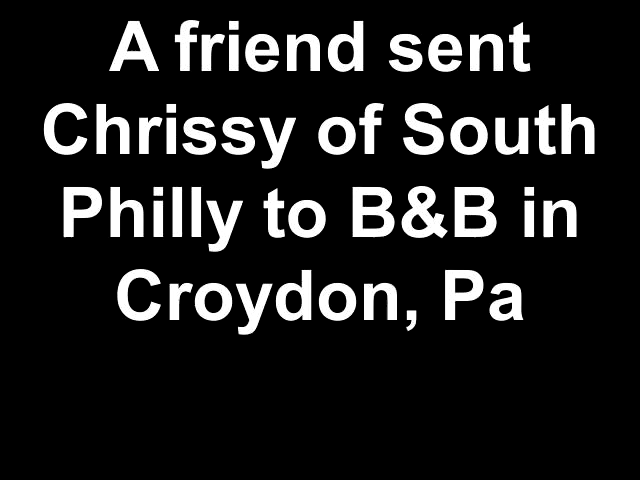 A friend sent
Chrissy of South
Philly to B&B in
Croydon, Pa